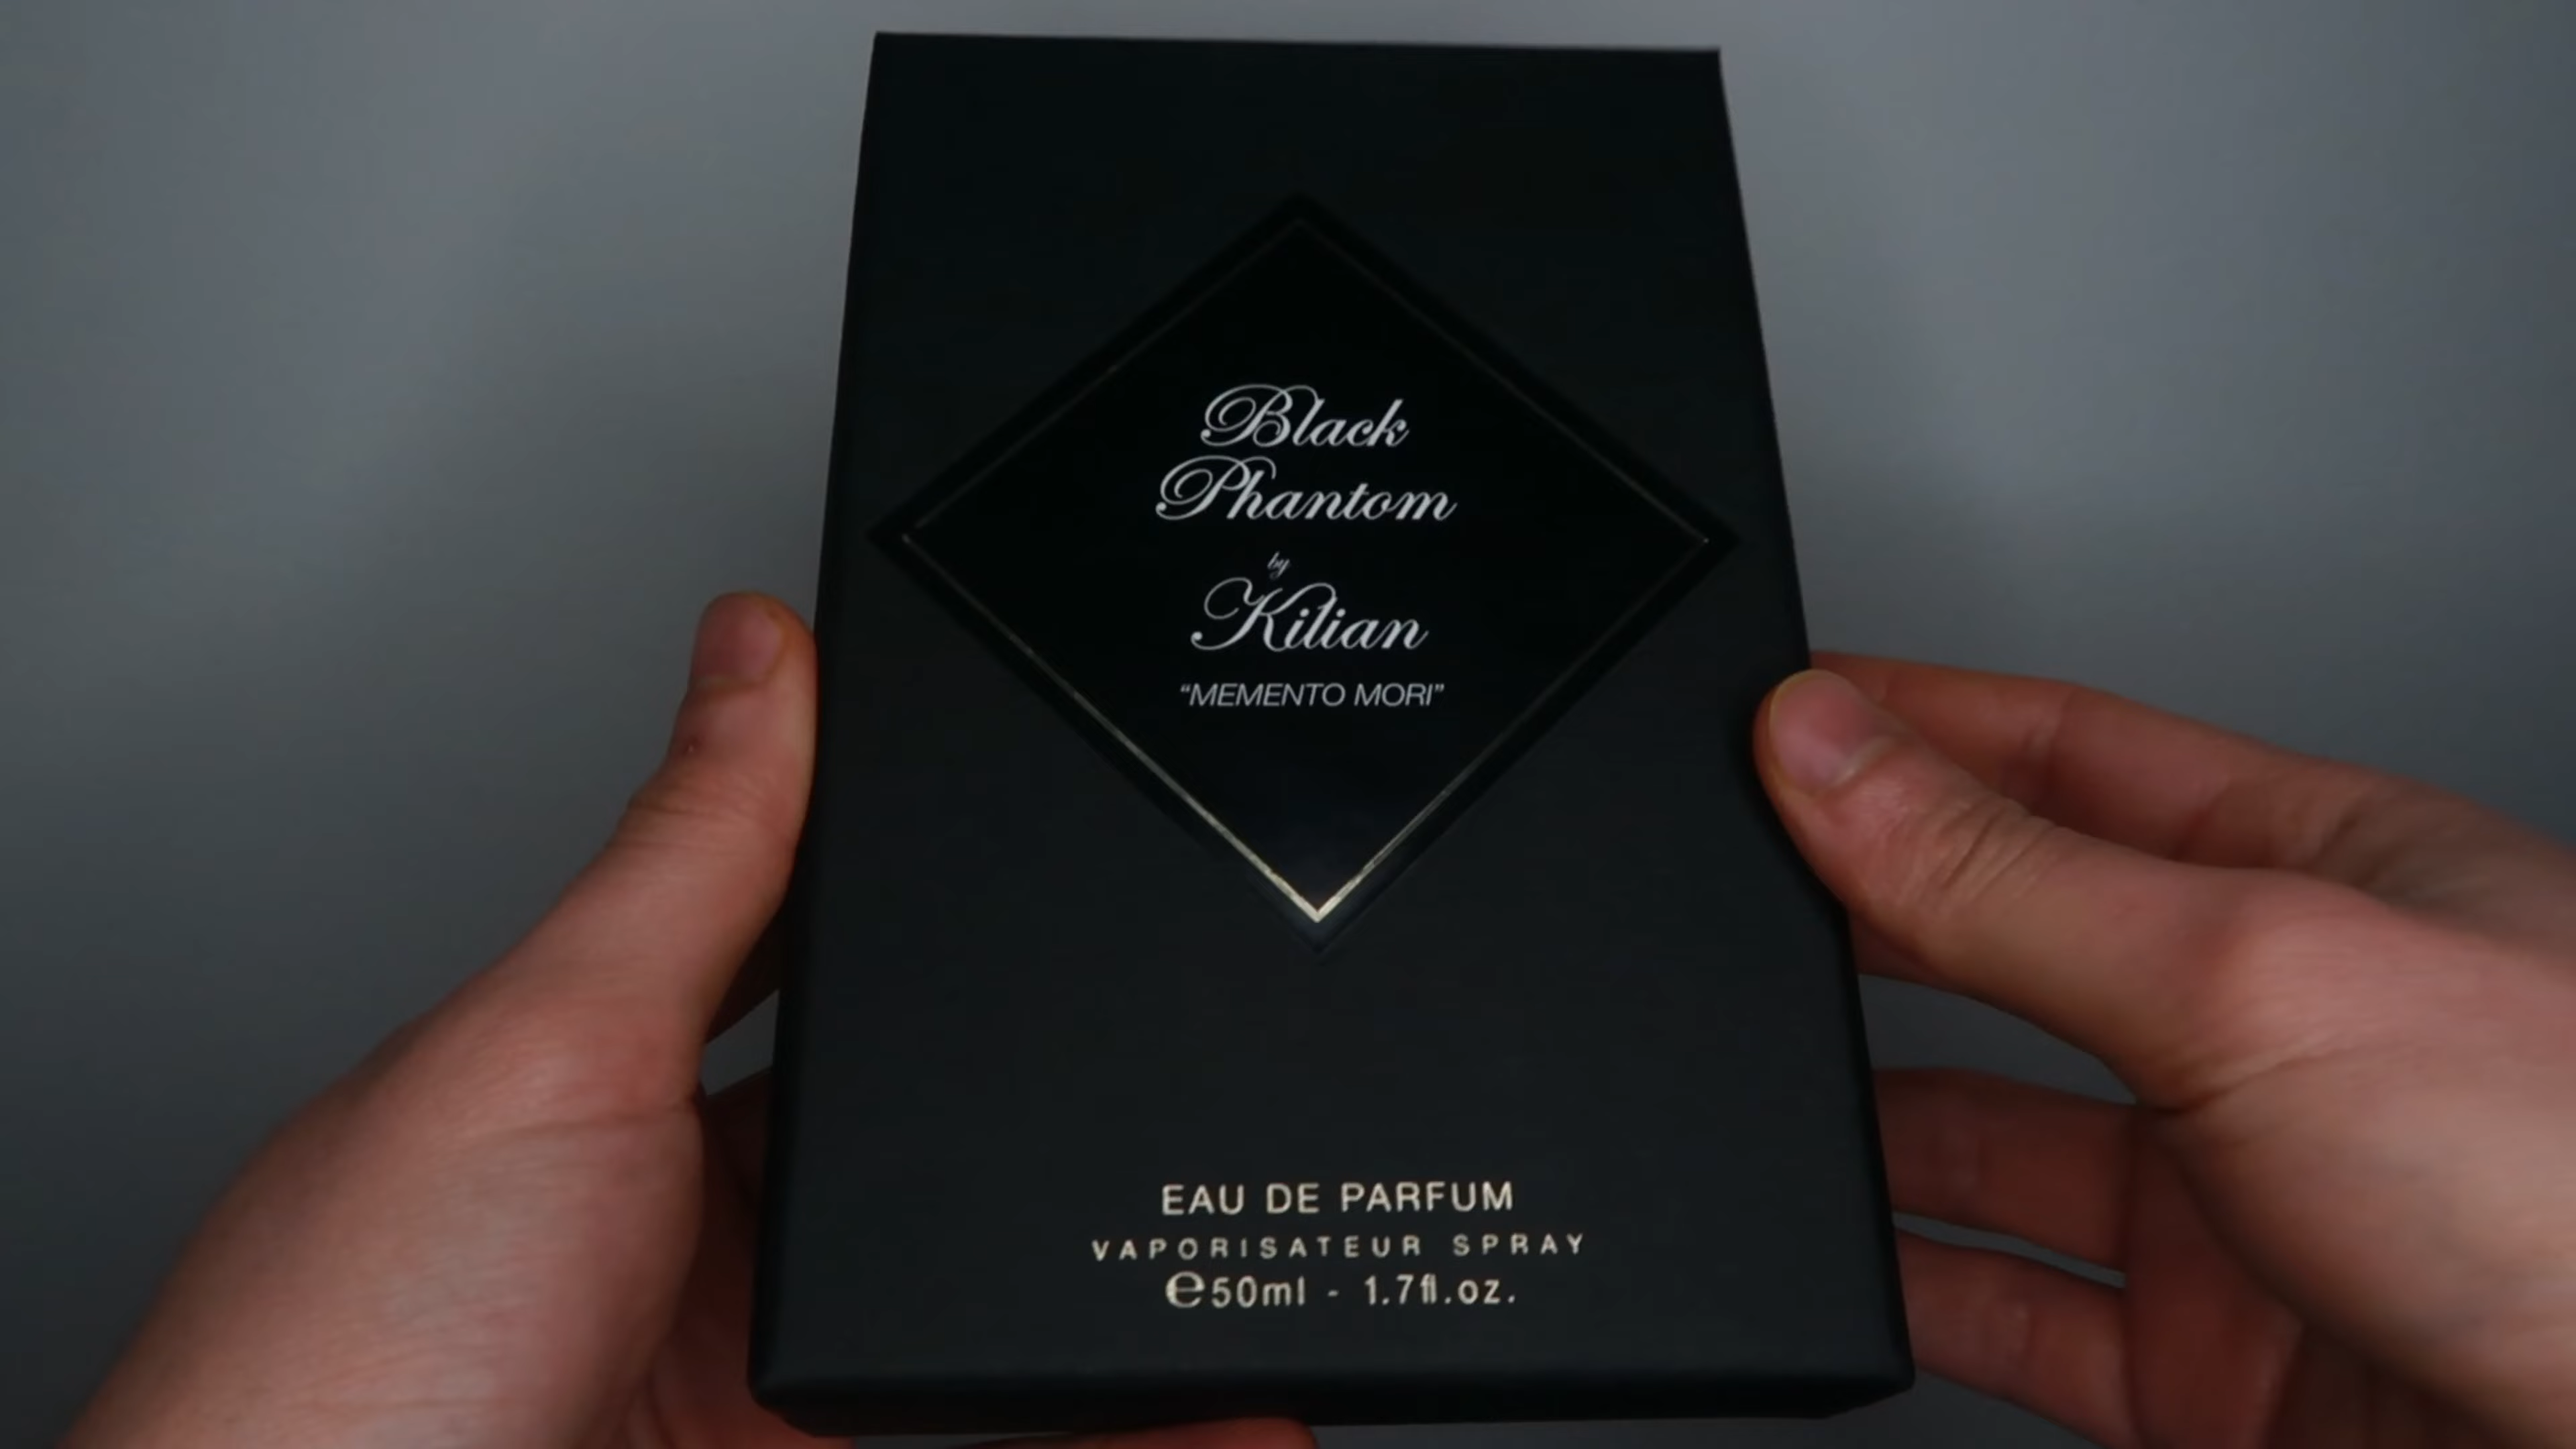 Black
Phantom
by
Kilian
“MEMENTO MORI”
EAU DE PARFUM
VAPORISATEUR SPRAY
℮50ml - 1.7fl.oz.